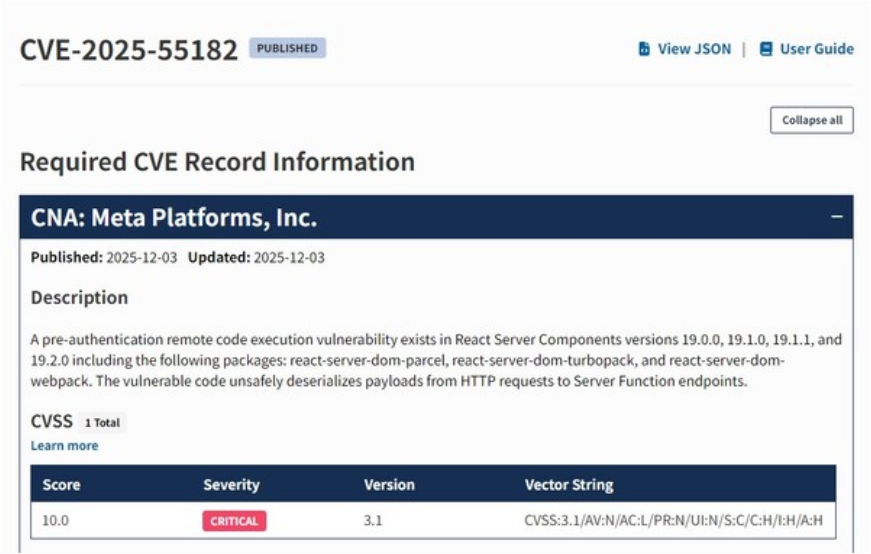 CVE-2025-55182 PUBLISHED View JSON | User Guide
Collapse all
Required CVE Record Information
CNA: Meta Platforms, Inc. −
Published: 2025-12-03 Updated: 2025-12-03
Description
A pre-authentication remote code execution vulnerability exists in React Server Components versions 19.0.0, 19.1.0, 19.1.1, and
19.2.0 including the following packages: react-server-dom-parcel, react-server-dom-turbopack, and react-server-dom-
webpack. The vulnerable code unsafely deserializes payloads from HTTP requests to Server Function endpoints.
CVSS 1 Total
Learn more
Score Severity Version Vector String
10.0 CRITICAL 3.1 CVSS:3.1/AV:N/AC:L/PR:N/UI:N/S:C/C:H/I:H/A:H